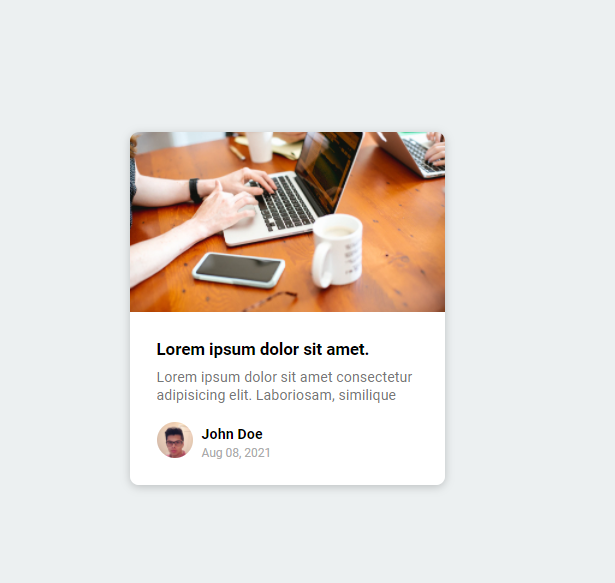 Lorem ipsum dolor sit amet.
Lorem ipsum dolor sit amet consectetur
adipisicing elit. Laboriosam, similique
John Doe
Aug 08, 2021